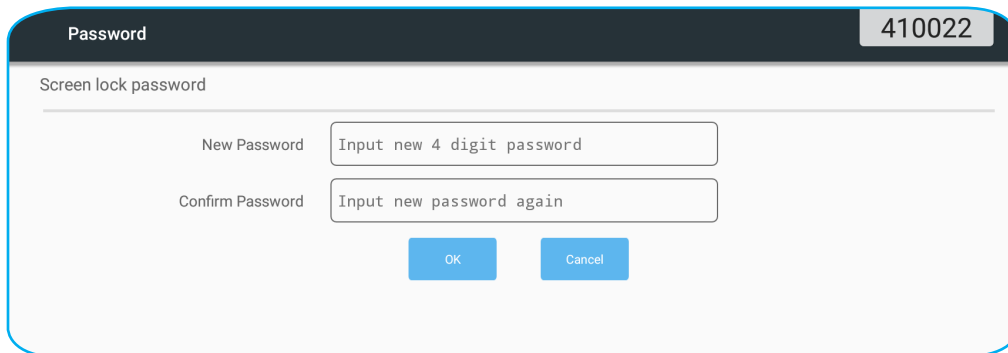 Password
410022
Screen lock password
New Password
Input new 4 digit password
Confirm Password
Input new password again
OK
Cancel